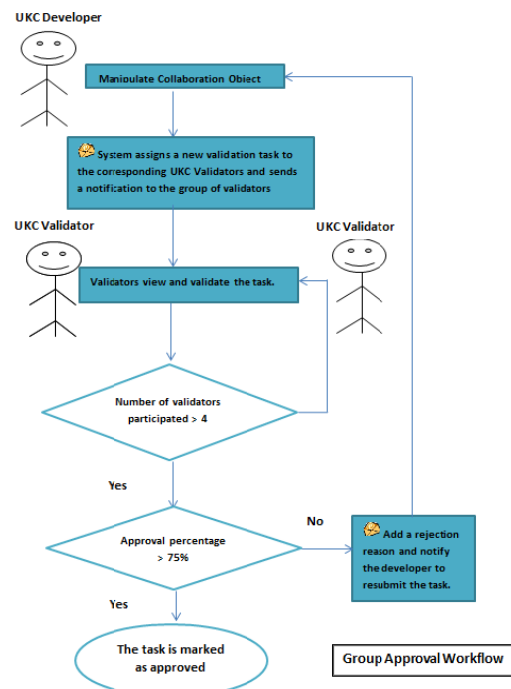 UKC Developer
Manipulate Collaboration Object
System assigns a new validation task to
the corresponding UKC Validators and sends
a notification to the group of validators
UKC Validator
UKC Validator
Validators view and validate the task.
Number of validators
participated > 4
Yes
Approval percentage
> 75%
No
Add a rejection
reason and notify
the developer to
resubmit the task.
Yes
The task is marked
as approved
Group Approval Workflow